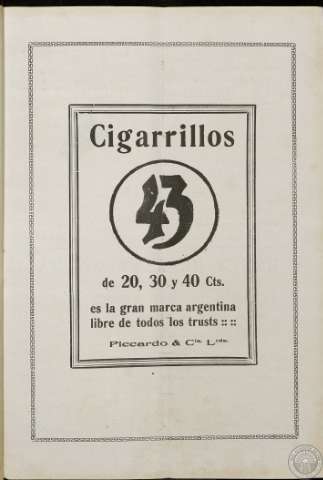 Cigarrillos
43
de 20, 30 y 40 Cts.
es la gran marca argentina
libre de todos los trusts :: ::
Piccardo & Cía. Ltda.